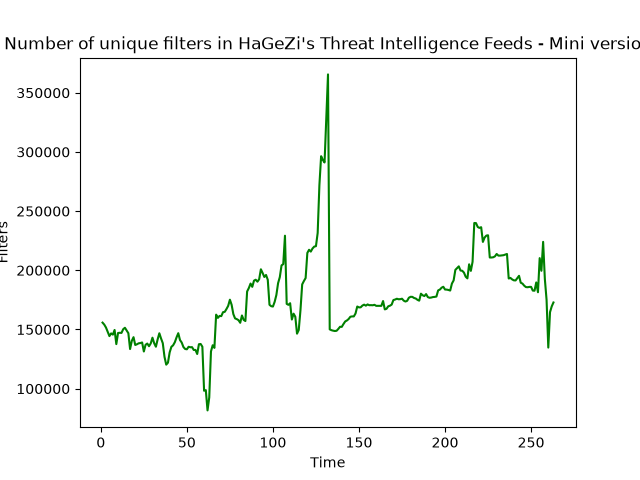 Number of unique filters in HaGeZi's Threat Intelligence Feeds - Mini versio
350000
300000
250000
200000
150000
100000
Filters
0 50 100 150 200 250
Time